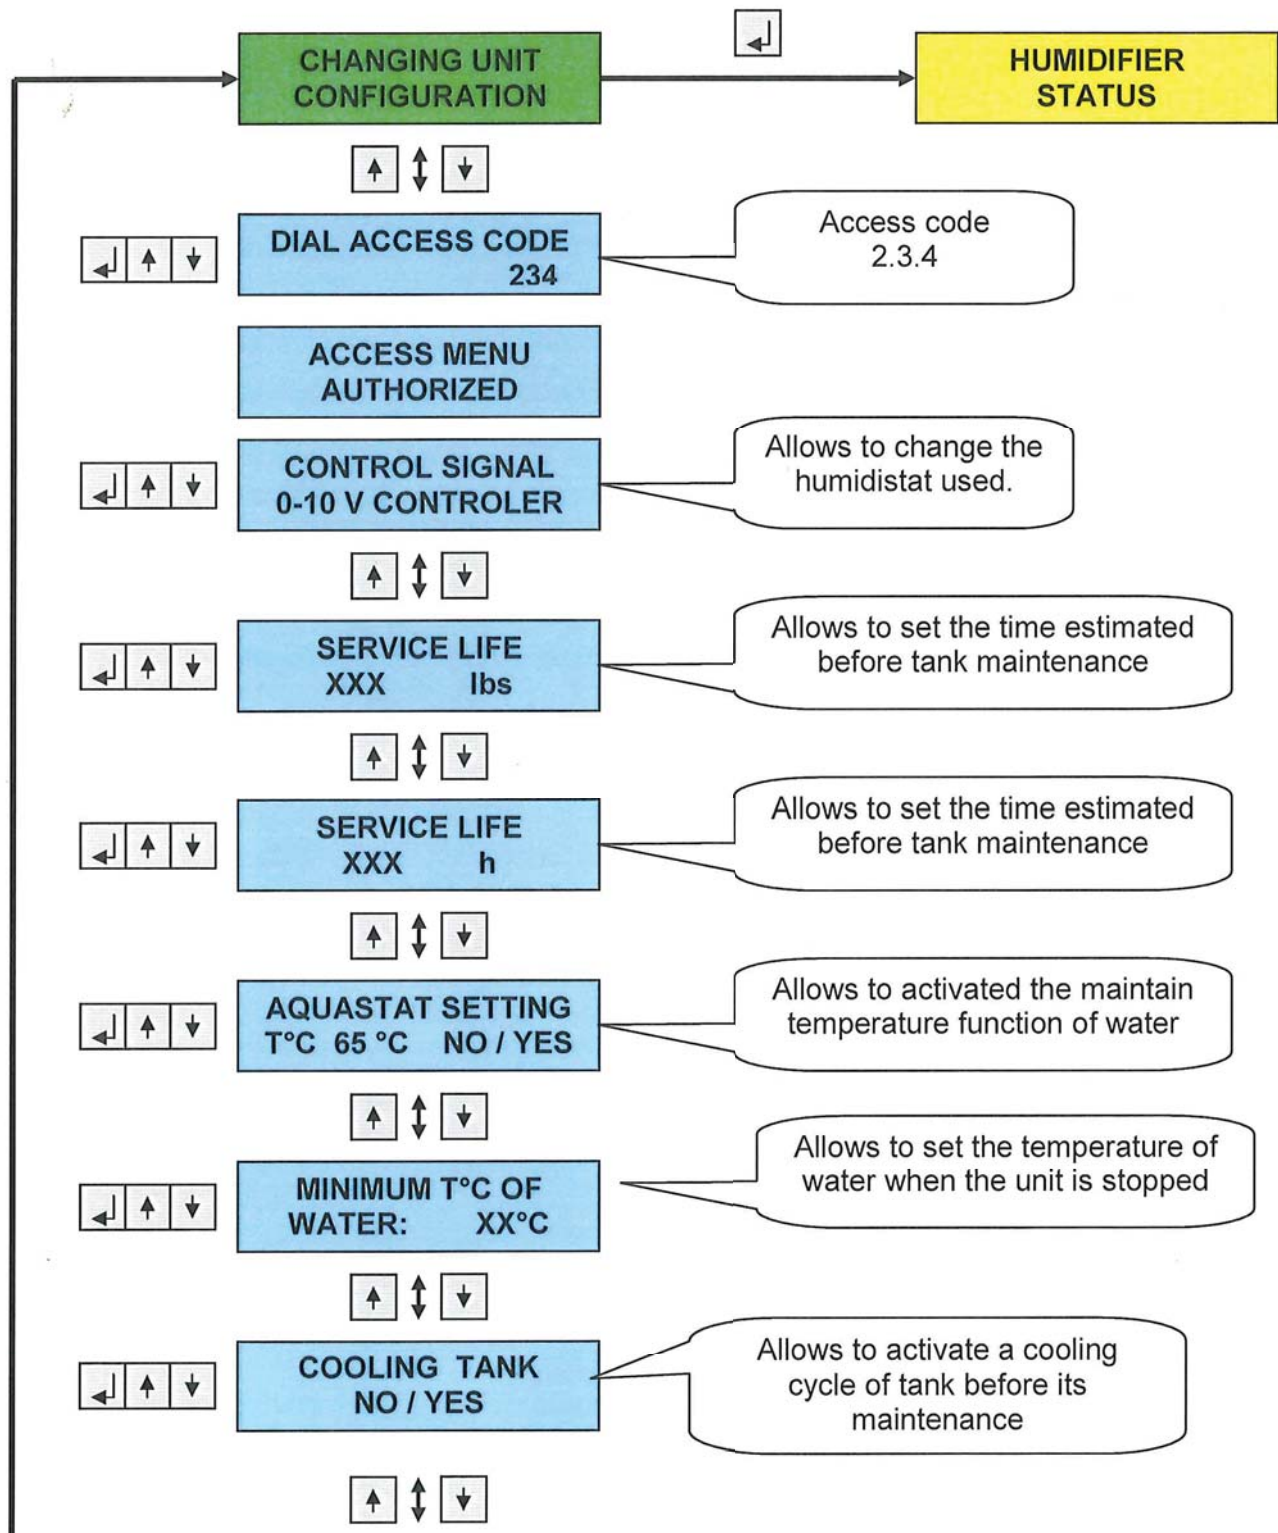 CHANGING UNIT
CONFIGURATION
HUMIDIFIER
STATUS
DIAL ACCESS CODE
234
Access code
2.3.4
ACCESS MENU
AUTHORIZED
CONTROL SIGNAL
0-10 V CONTROLER
Allows to change the
humidistat used.
SERVICE LIFE
XXX lbs
Allows to set the time estimated
before tank maintenance
SERVICE LIFE
XXX h
Allows to set the time estimated
before tank maintenance
AQUASTAT SETTING
T°C 65 °C NO / YES
Allows to activated the maintain
temperature function of water
MINIMUM T°C OF
WATER: XX°C
Allows to set the temperature of
water when the unit is stopped
COOLING TANK
NO / YES
Allows to activate a cooling
cycle of tank before its
maintenance